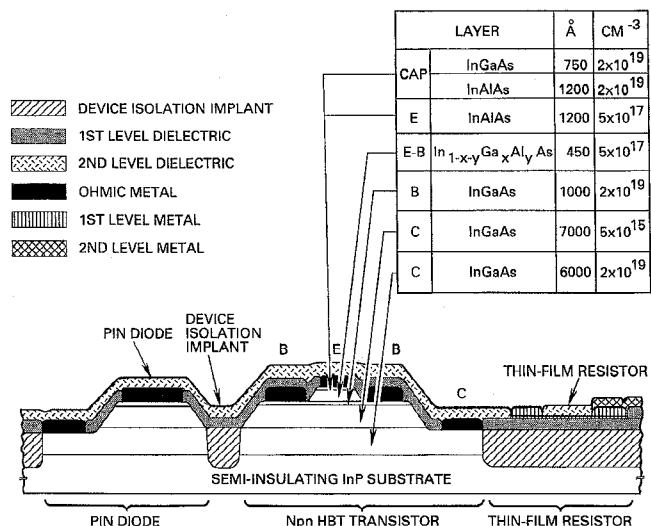 LAYER Å CM⁻³
CAP InGaAs 750 2x10¹⁹
InAlAs 1200 2x10¹⁹
E InAlAs 1200 5x10¹⁷
E-B In₁₋ₓ₋ᵧGaₓAlᵧAs 450 5x10¹⁷
B InGaAs 1000 2x10¹⁹
C InGaAs 7000 5x10¹⁵
C InGaAs 6000 2x10¹⁹
DEVICE ISOLATION IMPLANT
1ST LEVEL DIELECTRIC
2ND LEVEL DIELECTRIC
OHMIC METAL
1ST LEVEL METAL
2ND LEVEL METAL
PIN DIODE
DEVICE
ISOLATION
IMPLANT
B E B
C
THIN-FILM RESISTOR
SEMI-INSULATING InP SUBSTRATE
PIN DIODE Npn HBT TRANSISTOR THIN-FILM RESISTOR